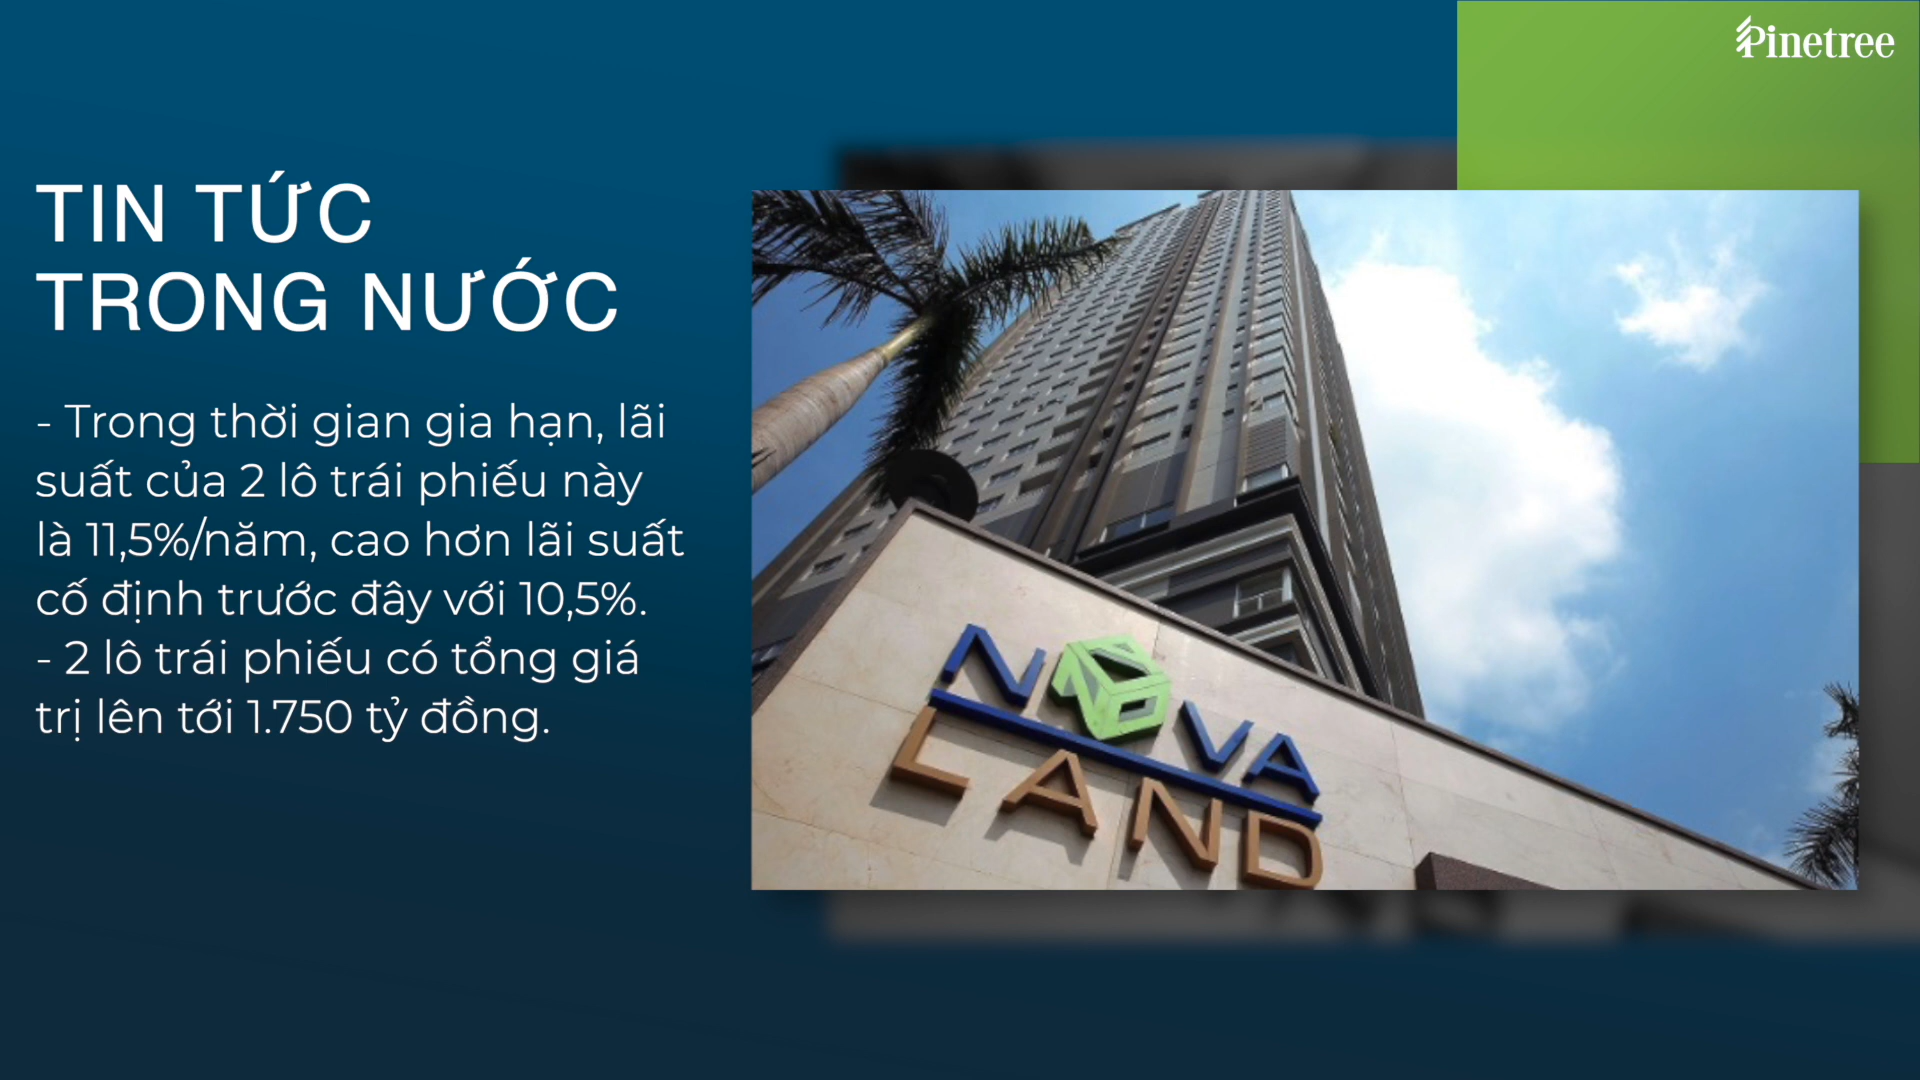 Pinetree
TIN TỨC
TRONG NƯỚC
- Trong thời gian gia hạn, lãi
suất của 2 lô trái phiếu này
là 11,5%/năm, cao hơn lãi suất
cố định trước đây với 10,5%.
- 2 lô trái phiếu có tổng giá
trị lên tới 1.750 tỷ đồng.
NOVA
LAND